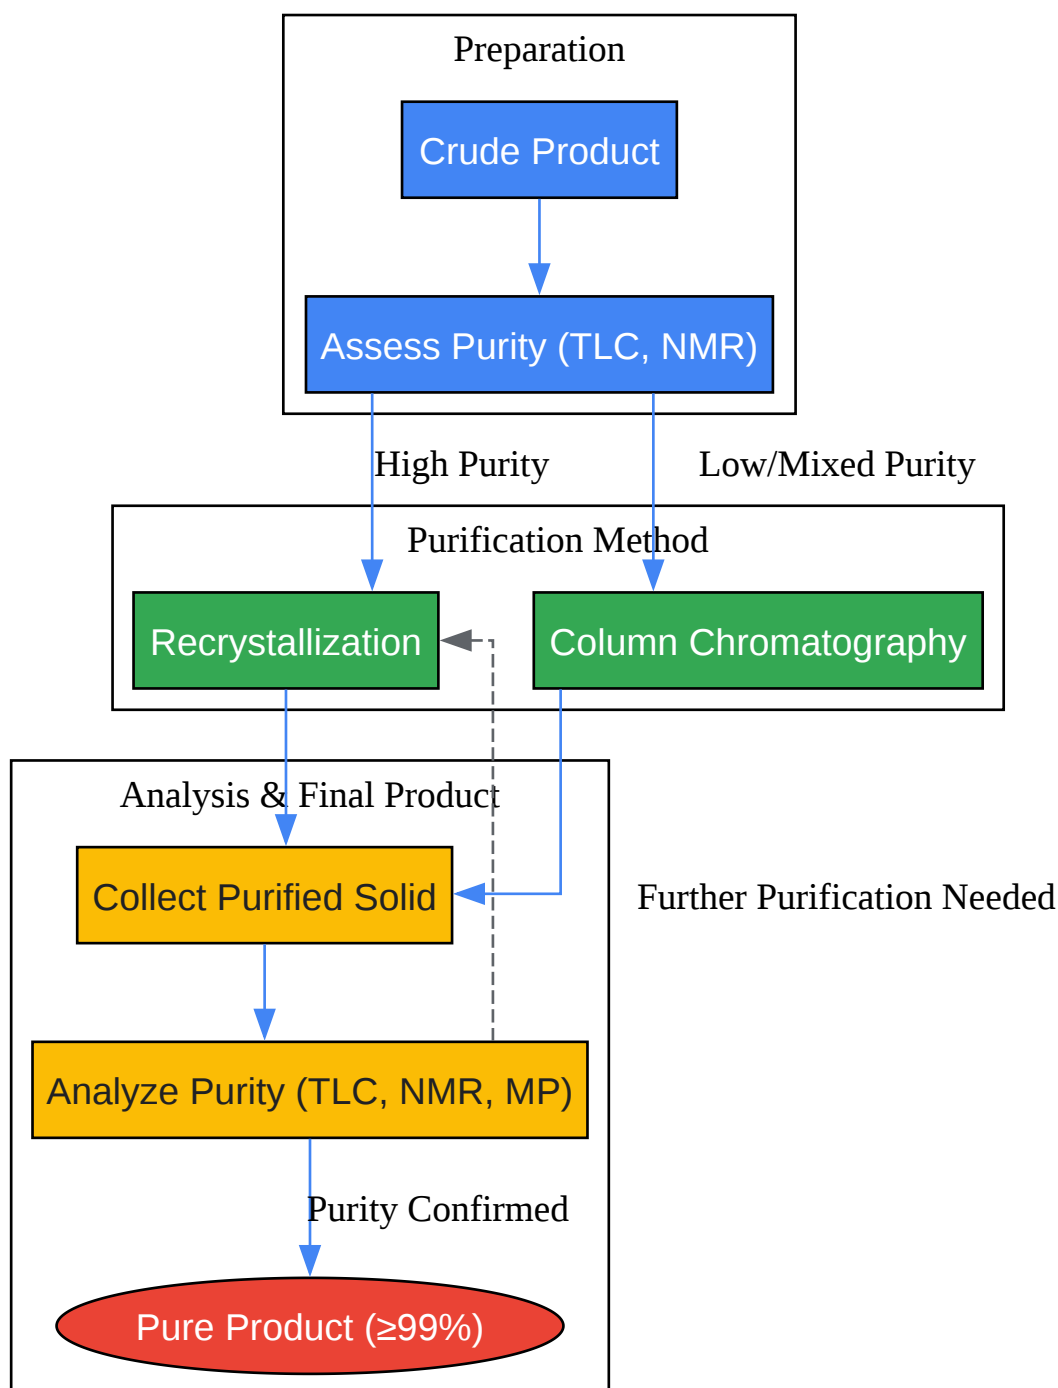 Preparation
Crude Product
Assess Purity (TLC, NMR)
High Purity
Low/Mixed Purity
Purification Method
Recrystallization
Column Chromatography
Analysis & Final Product
Collect Purified Solid
Further Purification Needed
Analyze Purity (TLC, NMR, MP)
Purity Confirmed
Pure Product (≥99%)